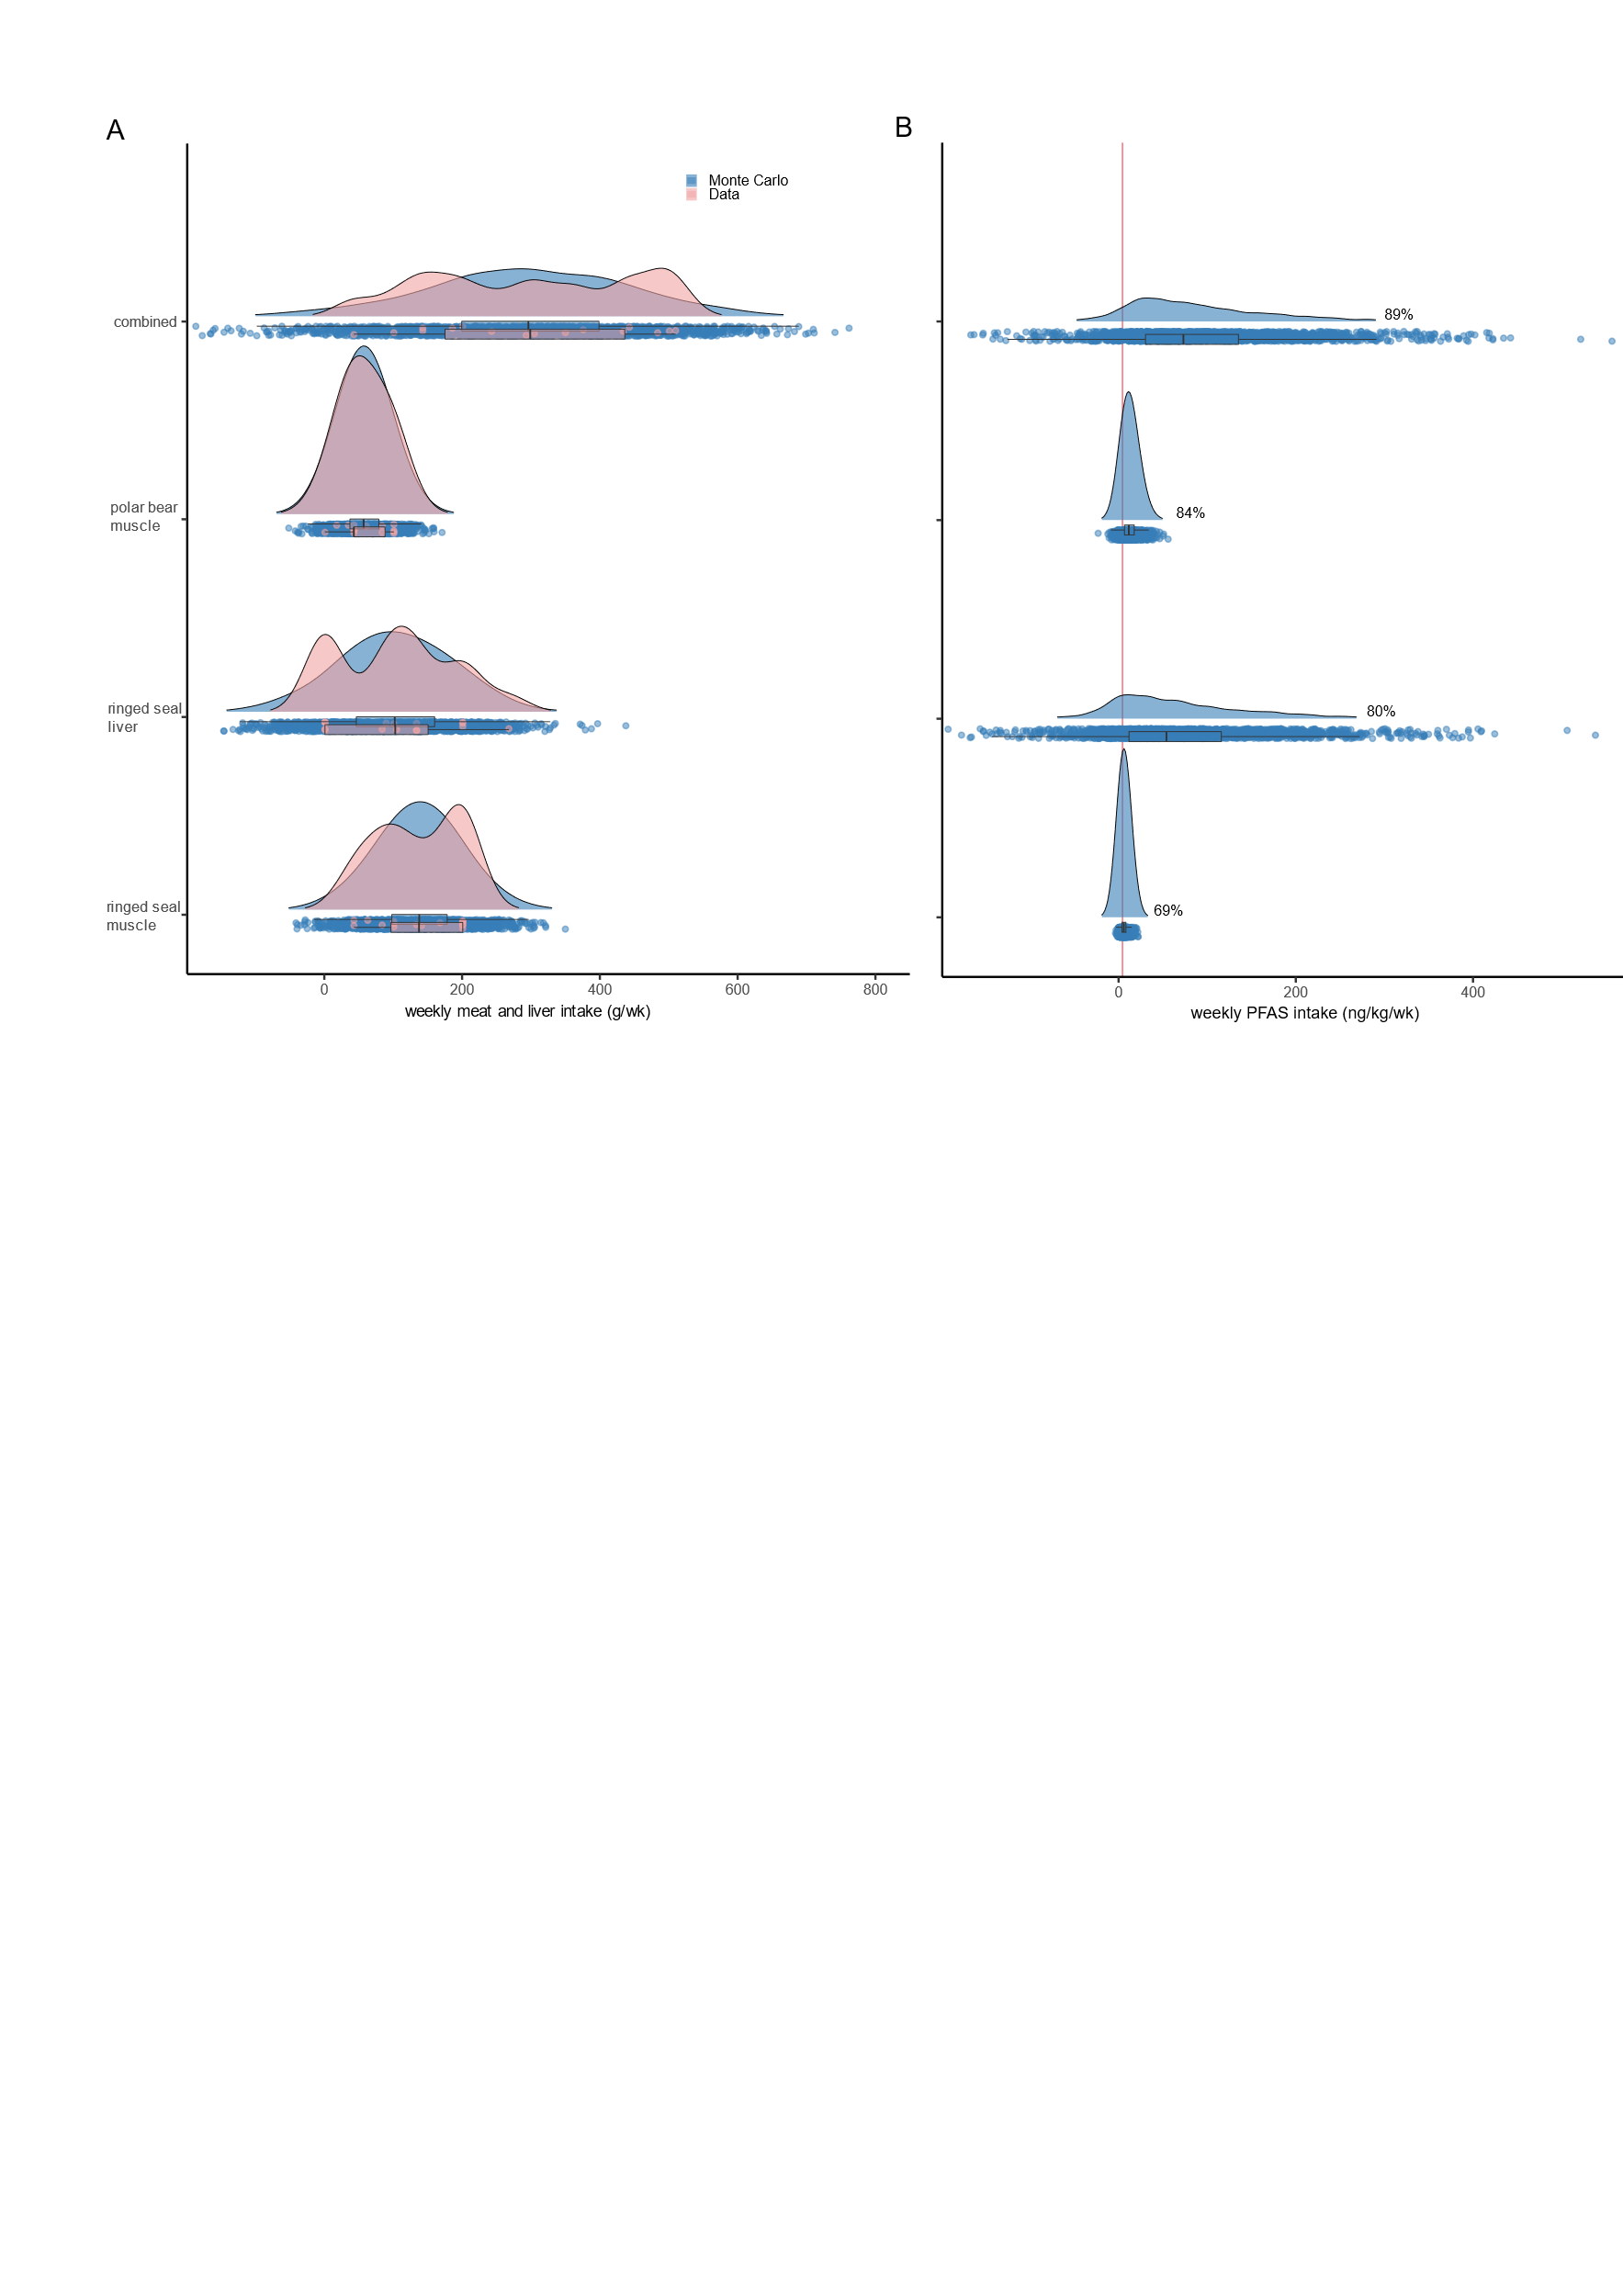 A
B
Monte Carlo
Data
combined
89%
polar bear
muscle
84%
ringed seal
liver
80%
ringed seal
muscle
69%
0 200 400 600 800
weekly meat and liver intake (g/wk)
0 200 400
weekly PFAS intake (ng/kg/wk)